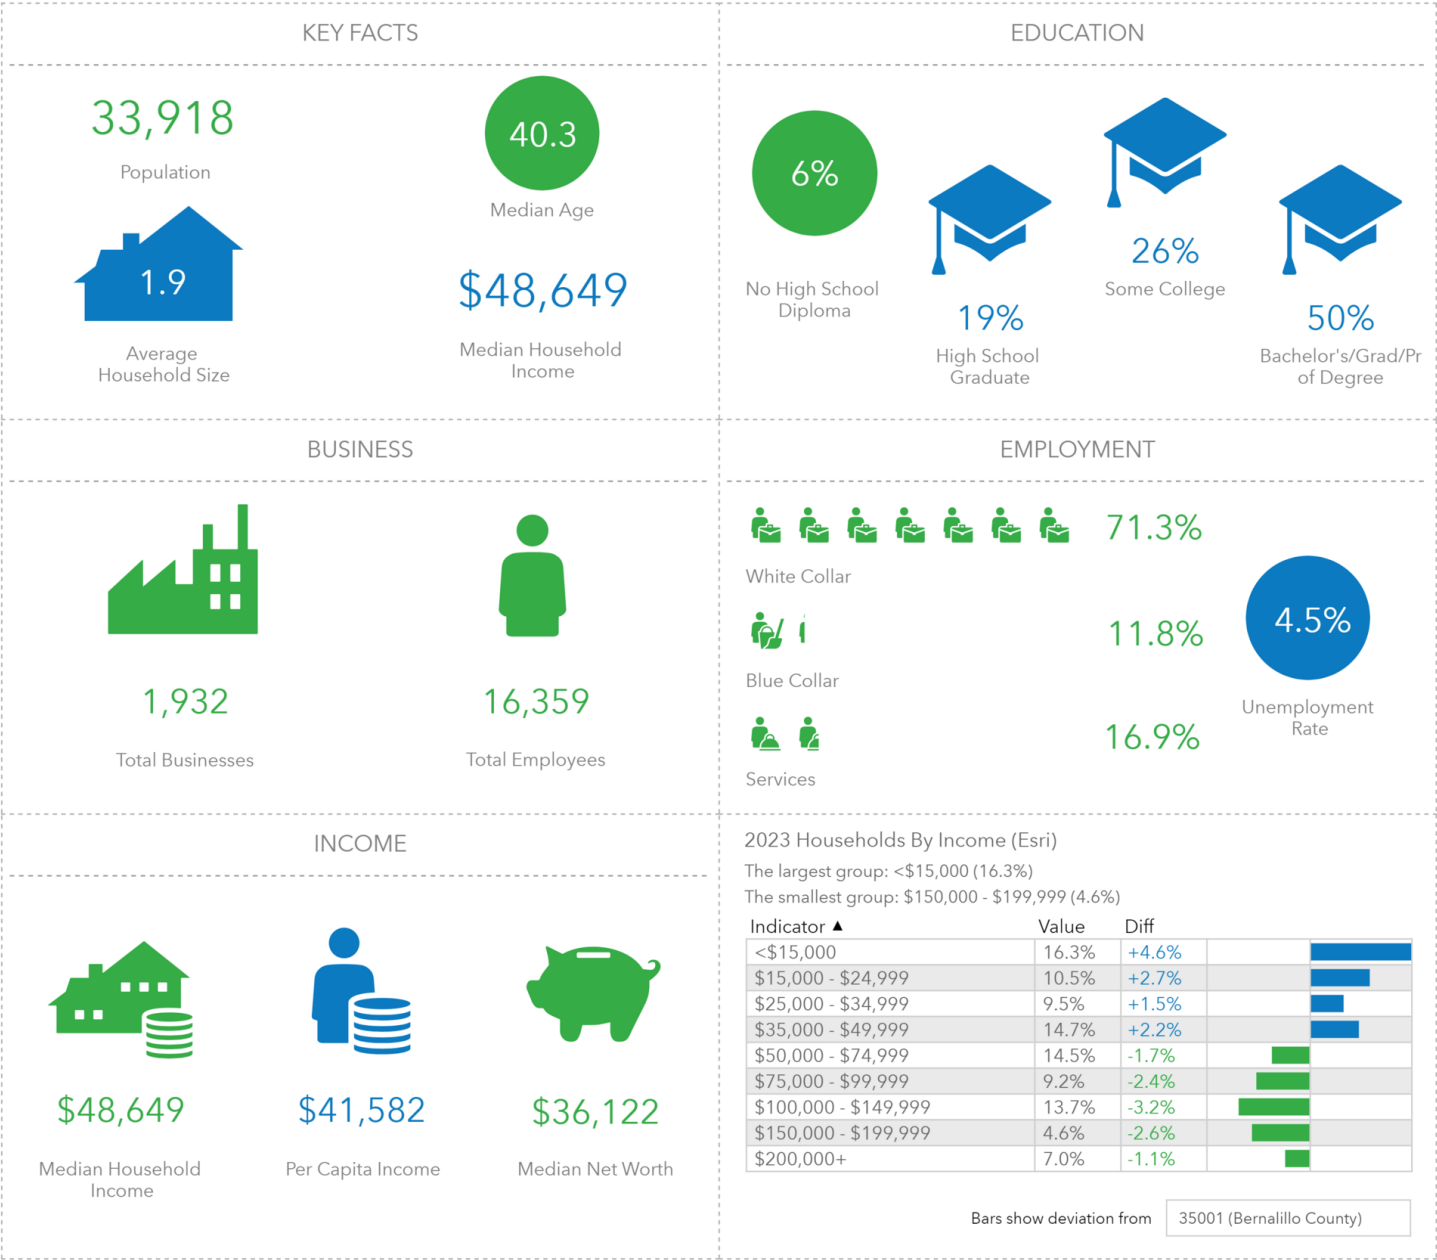 KEY FACTS
33,918
Population
40.3
Median Age
1.9
Average
Household Size
$48,649
Median Household
Income
EDUCATION
6%
No High School
Diploma
19%
High School
Graduate
26%
Some College
50%
Bachelor's/Grad/Pr
of Degree
BUSINESS
1,932
Total Businesses
16,359
Total Employees
EMPLOYMENT
71.3%
White Collar
11.8%
Blue Collar
16.9%
Services
4.5%
Unemployment
Rate
INCOME
$48,649
Median Household
Income
$41,582
Per Capita Income
$36,122
Median Net Worth
2023 Households By Income (Esri)
The largest group: <$15,000 (16.3%)
The smallest group: $150,000 - $199,999 (4.6%)
Indicator ▲ Value Diff
<$15,000 16.3% +4.6%
$15,000 - $24,999 10.5% +2.7%
$25,000 - $34,999 9.5% +1.5%
$35,000 - $49,999 14.7% +2.2%
$50,000 - $74,999 14.5% -1.7%
$75,000 - $99,999 9.2% -2.4%
$100,000 - $149,999 13.7% -3.2%
$150,000 - $199,999 4.6% -2.6%
$200,000+ 7.0% -1.1%
Bars show deviation from 35001 (Bernalillo County)